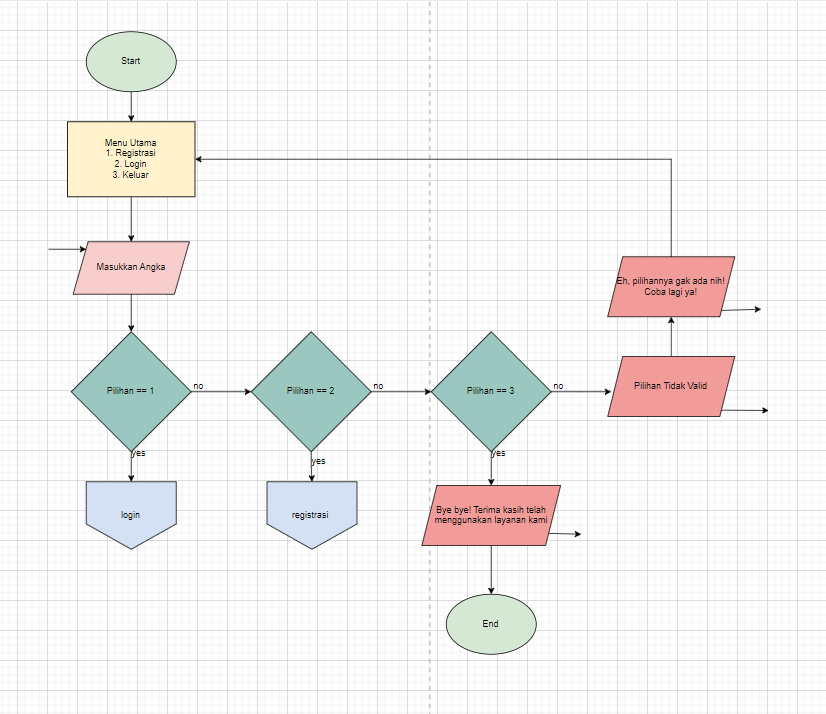 Start
Menu Utama
1. Registrasi
2. Login
3. Keluar
Masukkan Angka
Eh, pilihannya gak ada nih!
Coba lagi ya!
Pilihan == 1
no
Pilihan == 2
no
Pilihan == 3
no
Pilihan Tidak Valid
yes
yes
yes
login
registrasi
Bye bye! Terima kasih telah
menggunakan layanan kami
End